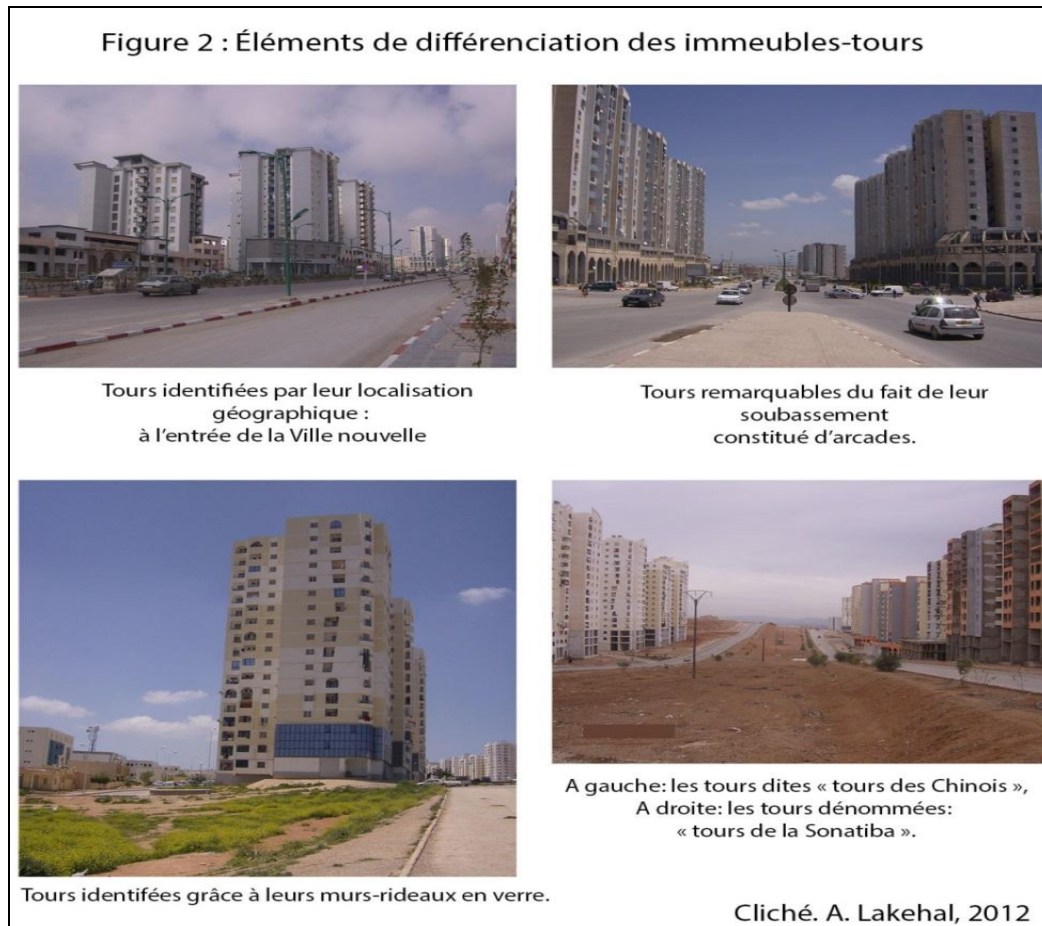 Figure 2 : Éléments de différenciation des immeubles-tours
Tours identifiées par leur localisation
géographique :
à l'entrée de la Ville nouvelle
Tours remarquables du fait de leur
soubassement
constitué d'arcades.
Tours identifées grâce à leurs murs-rideaux en verre.
A gauche: les tours dites « tours des Chinois »,
A droite: les tours dénommées:
« tours de la Sonatiba ».
Cliché. A. Lakehal, 2012